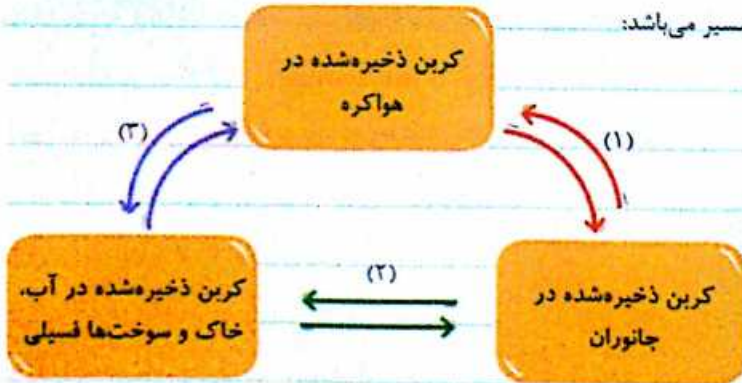 مسیر می‌باشد:
کربن ذخیره‌شده در
هواکره
(۳)
(۱)
(۲)
کربن ذخیره‌شده در آب،
خاک و سوخت‌ها فسیلی
کربن ذخیره‌شده در
جانوران